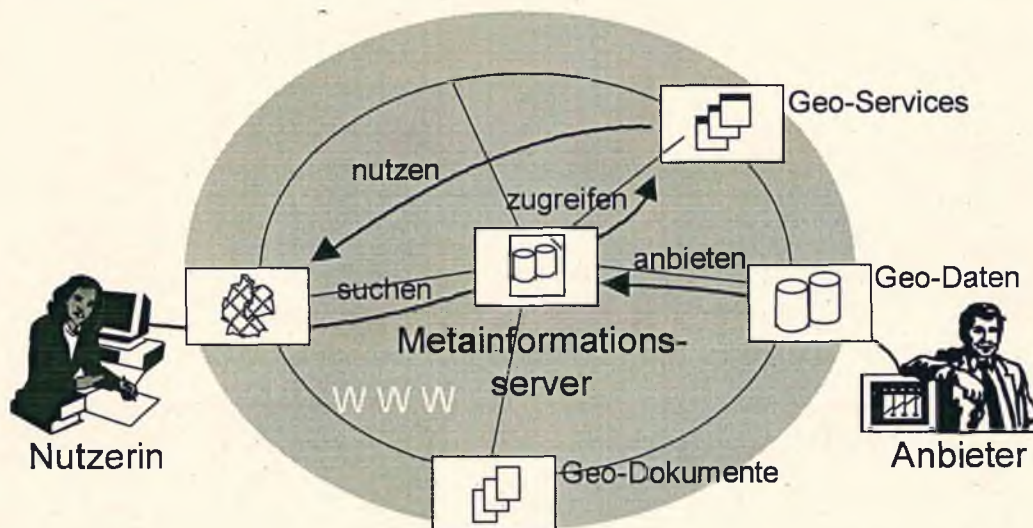 Geo-Services
nutzen
zugreifen
anbieten
suchen
Geo-Daten
Metainformations-
server
WWW
Nutzerin
Geo-Dokumente
Anbieter